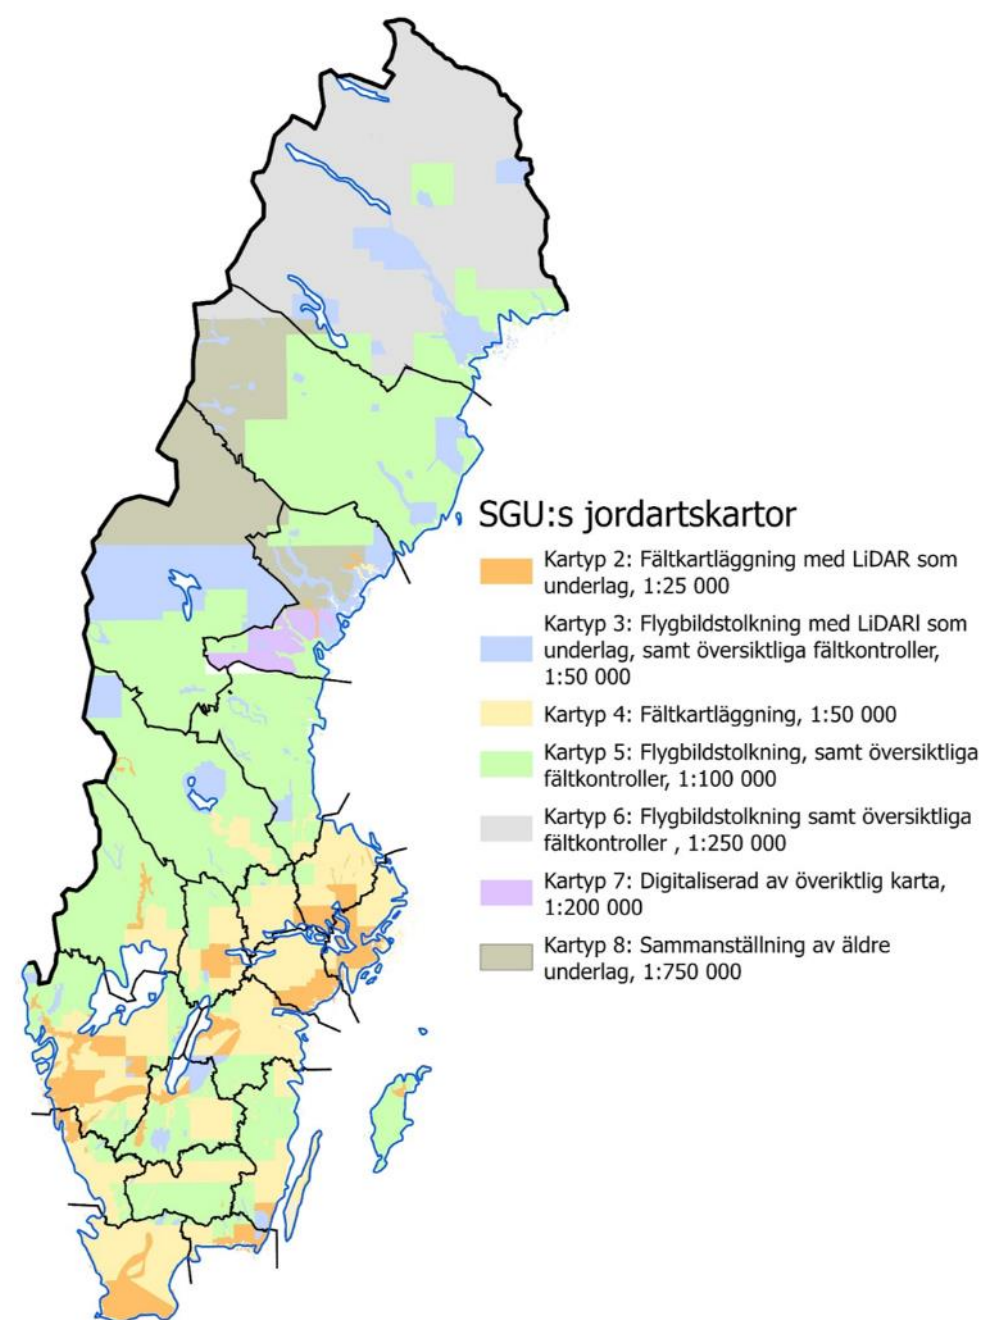 SGU:s jordartskartor
Kartyp 2: Fältkartläggning med LiDAR som
underlag, 1:25 000
Kartyp 3: Flygbildstolkning med LiDARl som
underlag, samt översiktliga fältkontroller,
1:50 000
Kartyp 4: Fältkartläggning, 1:50 000
Kartyp 5: Flygbildstolkning, samt översiktliga
fältkontroller, 1:100 000
Kartyp 6: Flygbildstolkning samt översiktliga
fältkontroller , 1:250 000
Kartyp 7: Digitaliserad av överiktlig karta,
1:200 000
Kartyp 8: Sammanställning av äldre
underlag, 1:750 000